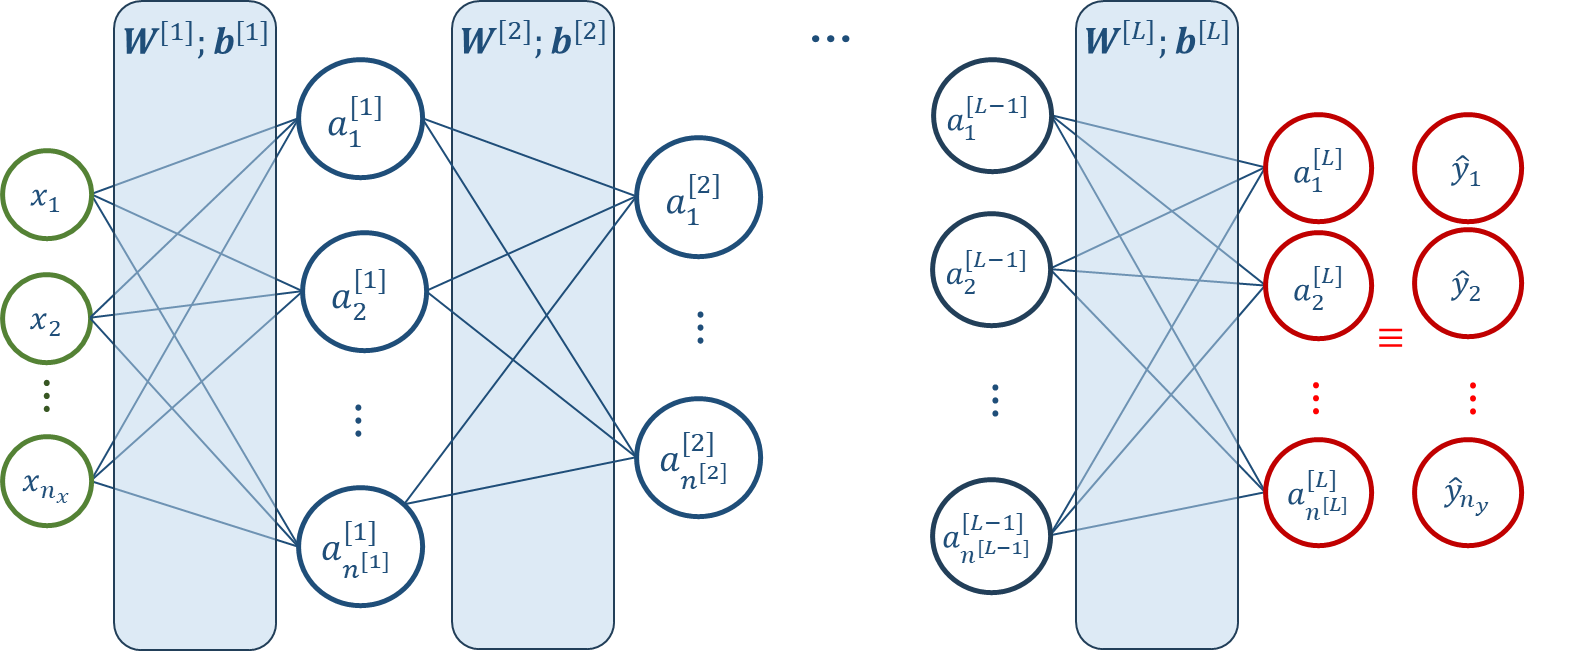 W^[1]; b^[1]
W^[2]; b^[2]
⋯
W^[L]; b^[L]
x_1
x_2
⋮
x_{n_x}
a_1^[1]
a_2^[1]
⋮
a_{n^[1]}^[1]
a_1^[2]
⋮
a_{n^[2]}^[2]
a_1^[L−1]
a_2^[L−1]
⋮
a_{n^[L−1]}^[L−1]
a_1^[L]
a_2^[L]
⋮
a_{n^[L]}^[L]
≡
ŷ_1
ŷ_2
⋮
ŷ_{n_y}